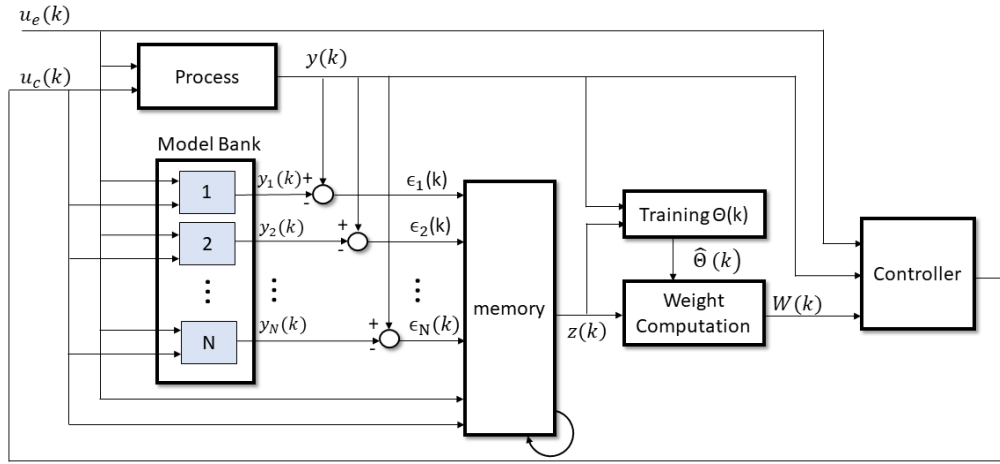 u_e(k)
u_c(k)
Process
y(k)
Model Bank
1
y_1(k)
+
-
ϵ_1(k)
2
y_2(k)
+
-
ϵ_2(k)
⋮
⋮
⋮
N
y_N(k)
+
-
ϵ_N(k)
memory
z(k)
Training Θ(k)
Θ̂ (k)
Weight
Computation
W(k)
Controller